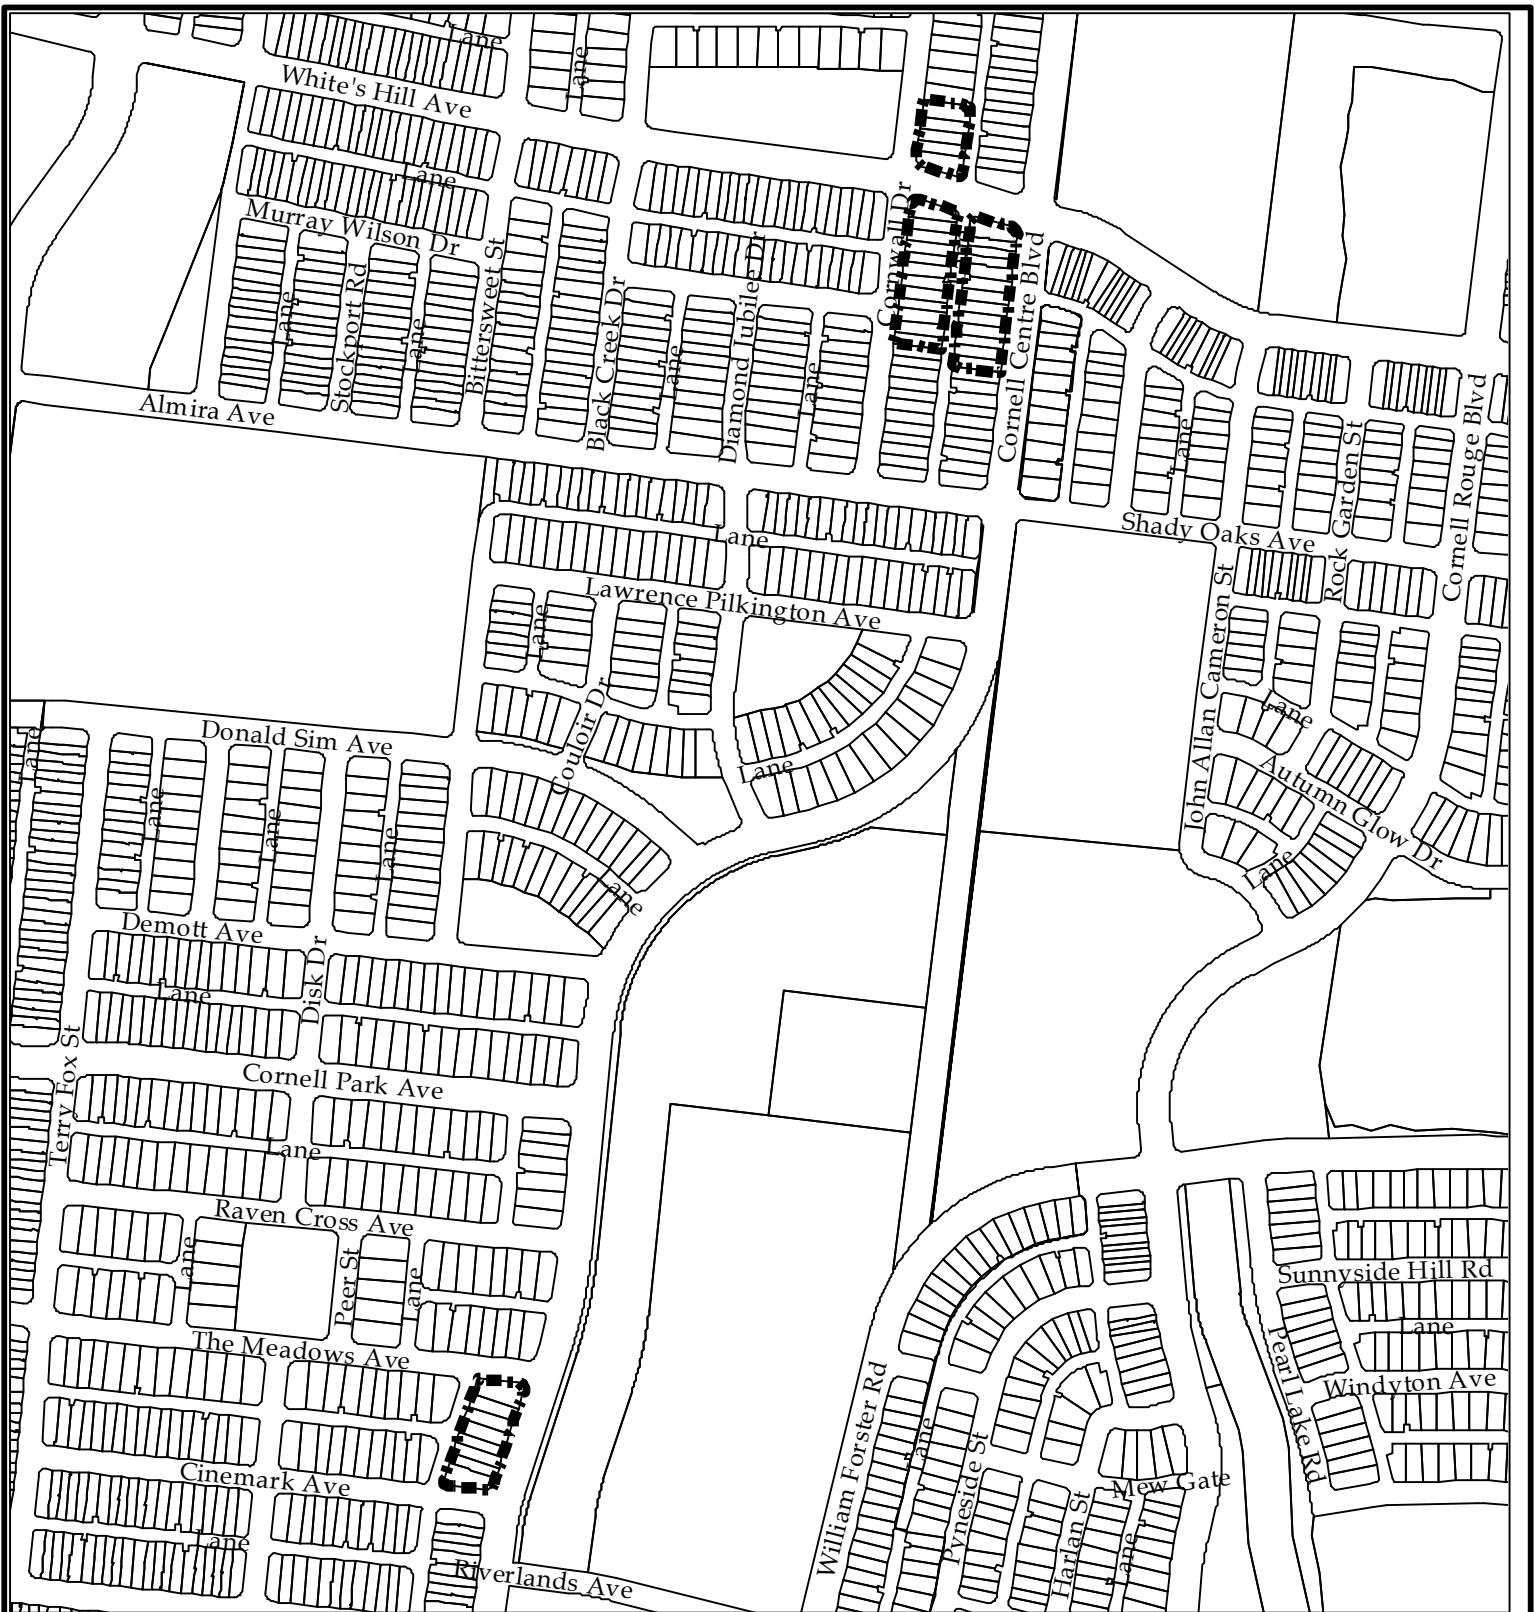 Lane
White's Hill Ave
ane
Lane
Murray Wilson Dr
Cornwall Dr
Lane
Stockport Rd
Lane
Bittersweet St
Black Creek Dr
Lane
Diamond Jubilee Dr
Lane
Cornell Centre Blvd
Almira Ave
Lane
Rock Garden St
Cornell Rouge Blvd
Shady Oaks Ave
Lane
Lawrence Pilkington Ave
Lane
John Allan Cameron St
Lane
Couloir Dr
Donald Sim Ave
Lane
Lane
Autumn Glow Dr
Lane
Lane
Lane
Lane
Lane
Demott Ave
Disk Dr
Lane
Terry Fox St
Cornell Park Ave
Lane
Raven Cross Ave
ane
Peer St
Lane
Sunnyside Hill Rd
The Meadows Ave
Lane
Pearl Lake Rd
Windyton Ave
William Forster Rd
Lane
Pyneside St
Cinemark Ave
Mew Gate
Harlan St
Lane
Lane
Riverlands Ave